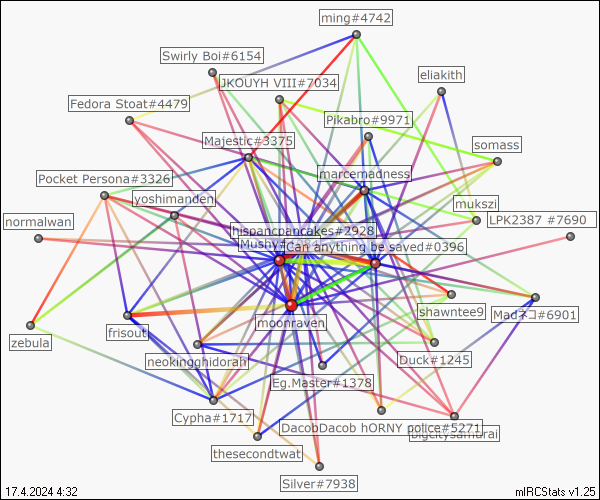 ming#4742
Swirly Boi#6154
eliakith
JKOUYH VIII#7034
Fedora Stoat#4479
Pikabro#9971
Majestic#3375
somass
marcemadness
Pocket Persona#3326
yoshimanden
mukszi
LPK2387 #7690
normalwan
hispancpancakes#2928
Can anything be saved#0396
shawntee9
Madネコ#6901
moonraven
frisout
zebula
neokingghidorah
Duck#1245
Eg.Master#1378
Cypha#1717
DacobDacob hORNY police#5271
bigcitysamurai
thesecondtwat
Silver#7938
17.4.2024 4:32
mIRCStats v1.25